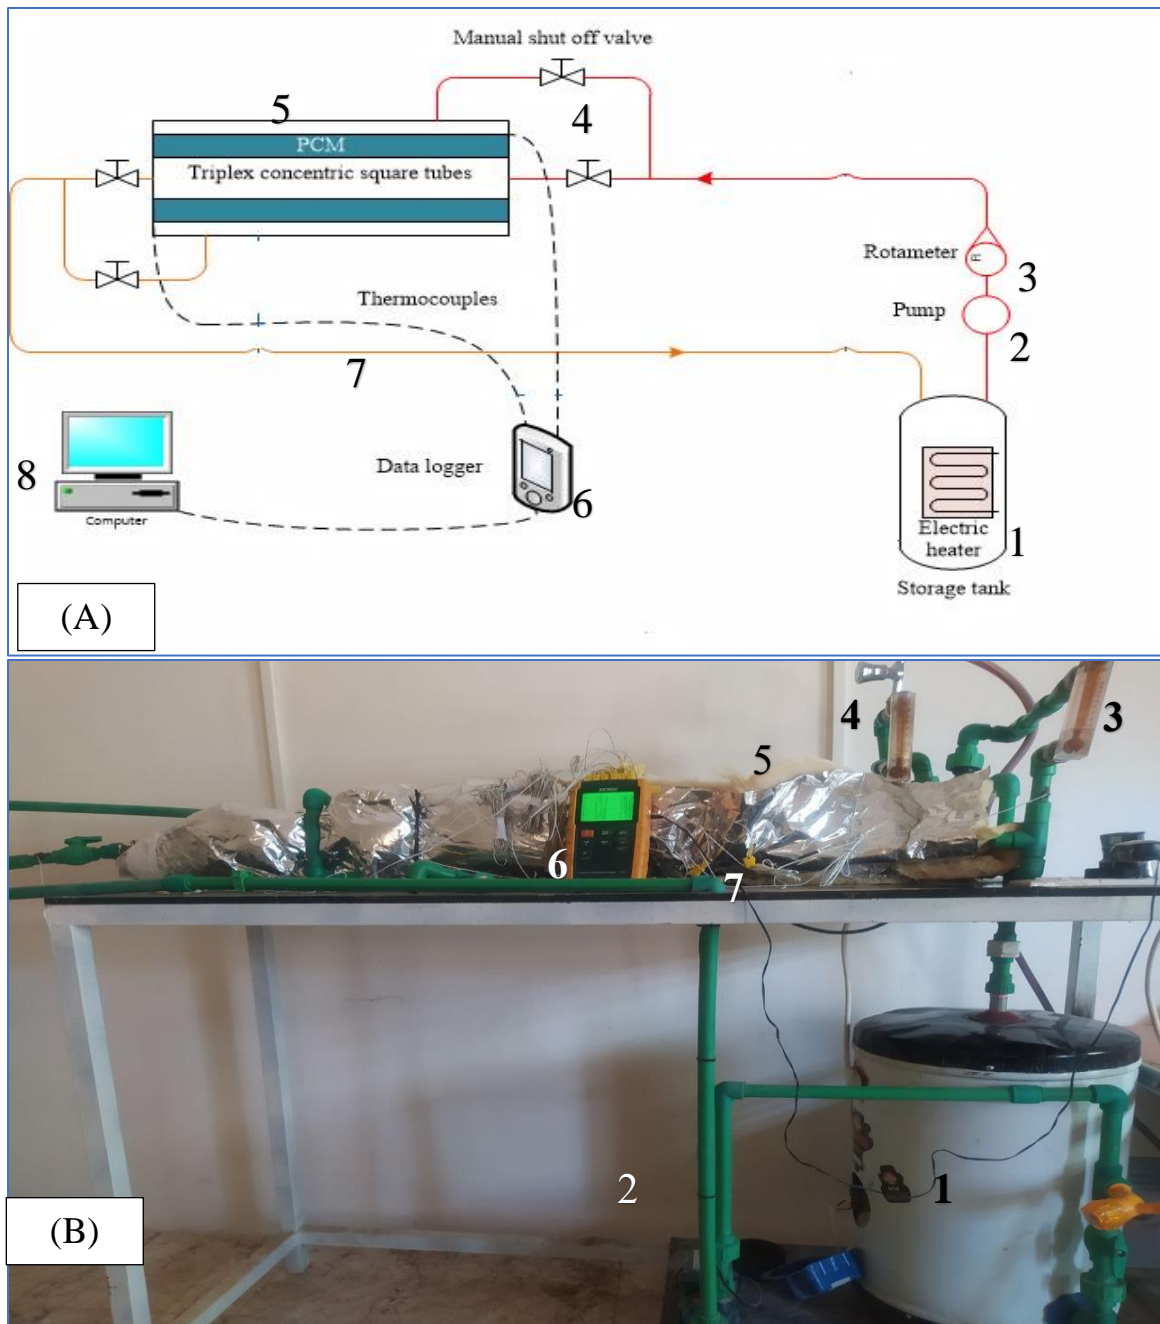 Manual shut off valve
5
4
PCM
Triplex concentric square tubes
Rotameter
R
3
Thermocouples
Pump
2
7
8
Data logger
6
Computer
Electric
heater
1
Storage tank
(A)
4
3
5
6
7
2
1
(B)